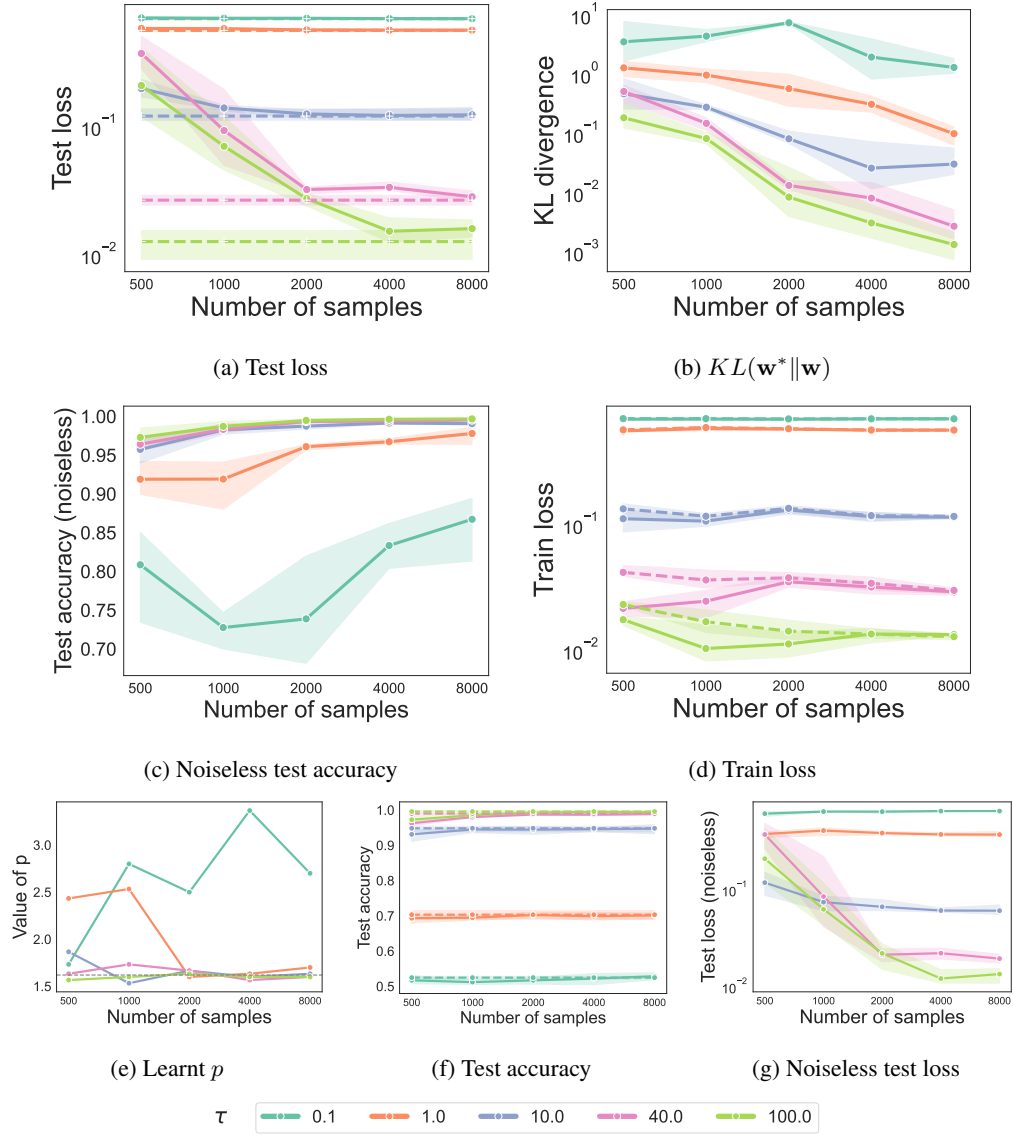 Test loss
10⁻¹
10⁻²
500 1000 2000 4000 8000
Number of samples
(a) Test loss
KL divergence
10¹
10⁰
10⁻¹
10⁻²
10⁻³
500 1000 2000 4000 8000
Number of samples
(b) KL(w*∥w)
Test accuracy (noiseless)
1.00
0.95
0.90
0.85
0.80
0.75
0.70
500 1000 2000 4000 8000
Number of samples
(c) Noiseless test accuracy
Train loss
10⁻¹
10⁻²
500 1000 2000 4000 8000
Number of samples
(d) Train loss
Value of p
3.0
2.5
2.0
1.5
500 1000 2000 4000 8000
Number of samples
(e) Learnt p
Test accuracy
1.0
0.9
0.8
0.7
0.6
0.5
500 1000 2000 4000 8000
Number of samples
(f) Test accuracy
Test loss (noiseless)
10⁻¹
10⁻²
500 1000 2000 4000 8000
Number of samples
(g) Noiseless test loss
τ 0.1 1.0 10.0 40.0 100.0